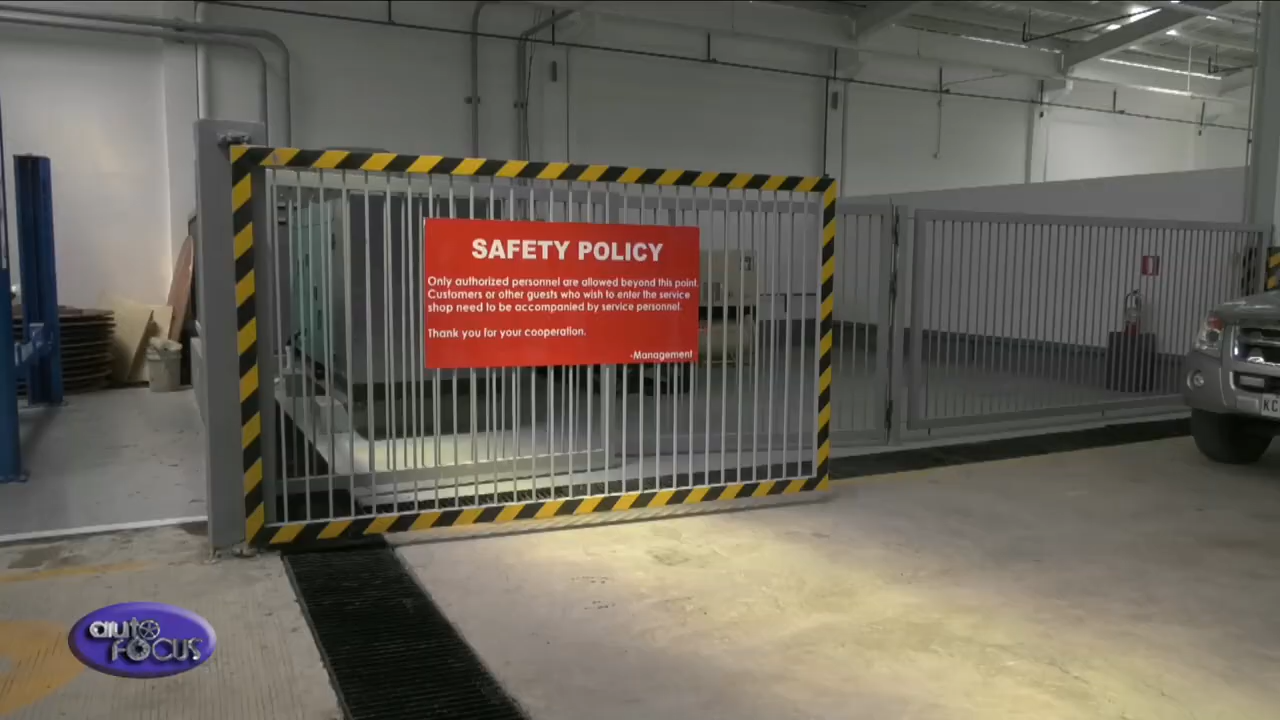 SAFETY POLICY
Only authorized personnel are allowed beyond this point.
Customers or other guests who wish to enter the service
shop need to be accompanied by service personnel.
Thank you for your cooperation.
-Management
KC
auto
FOCUS